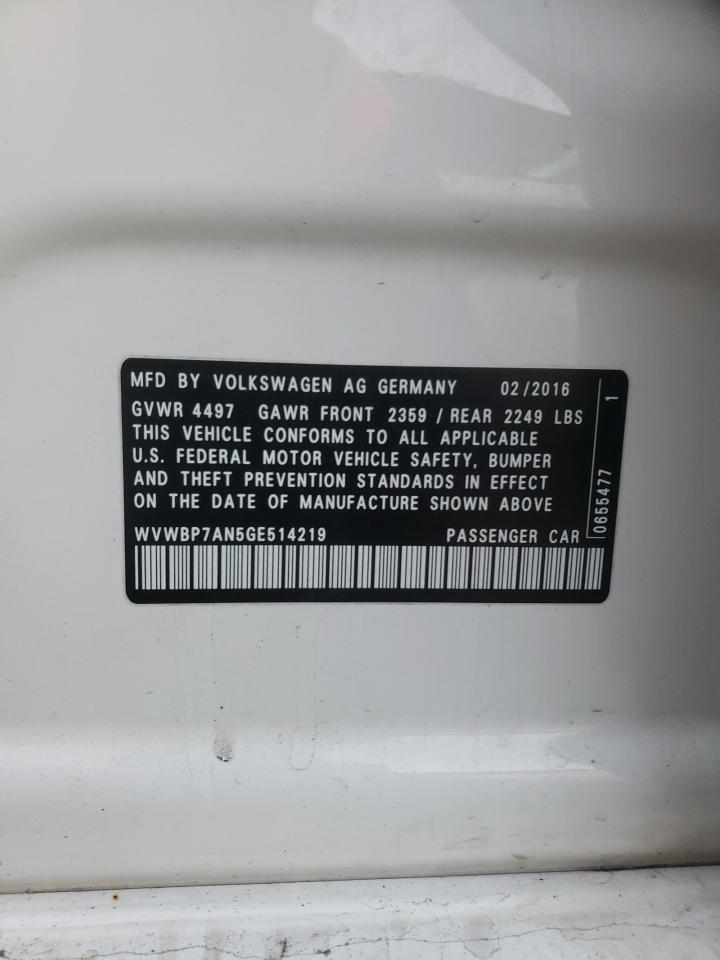 MFD BY VOLKSWAGEN AG GERMANY 02/2016
GVWR 4497 GAWR FRONT 2359 / REAR 2249 LBS
THIS VEHICLE CONFORMS TO ALL APPLICABLE
U.S. FEDERAL MOTOR VEHICLE SAFETY, BUMPER
AND THEFT PREVENTION STANDARDS IN EFFECT
ON THE DATE OF MANUFACTURE SHOWN ABOVE
WVWBP7AN5GE514219 PASSENGER CAR
0655477 1